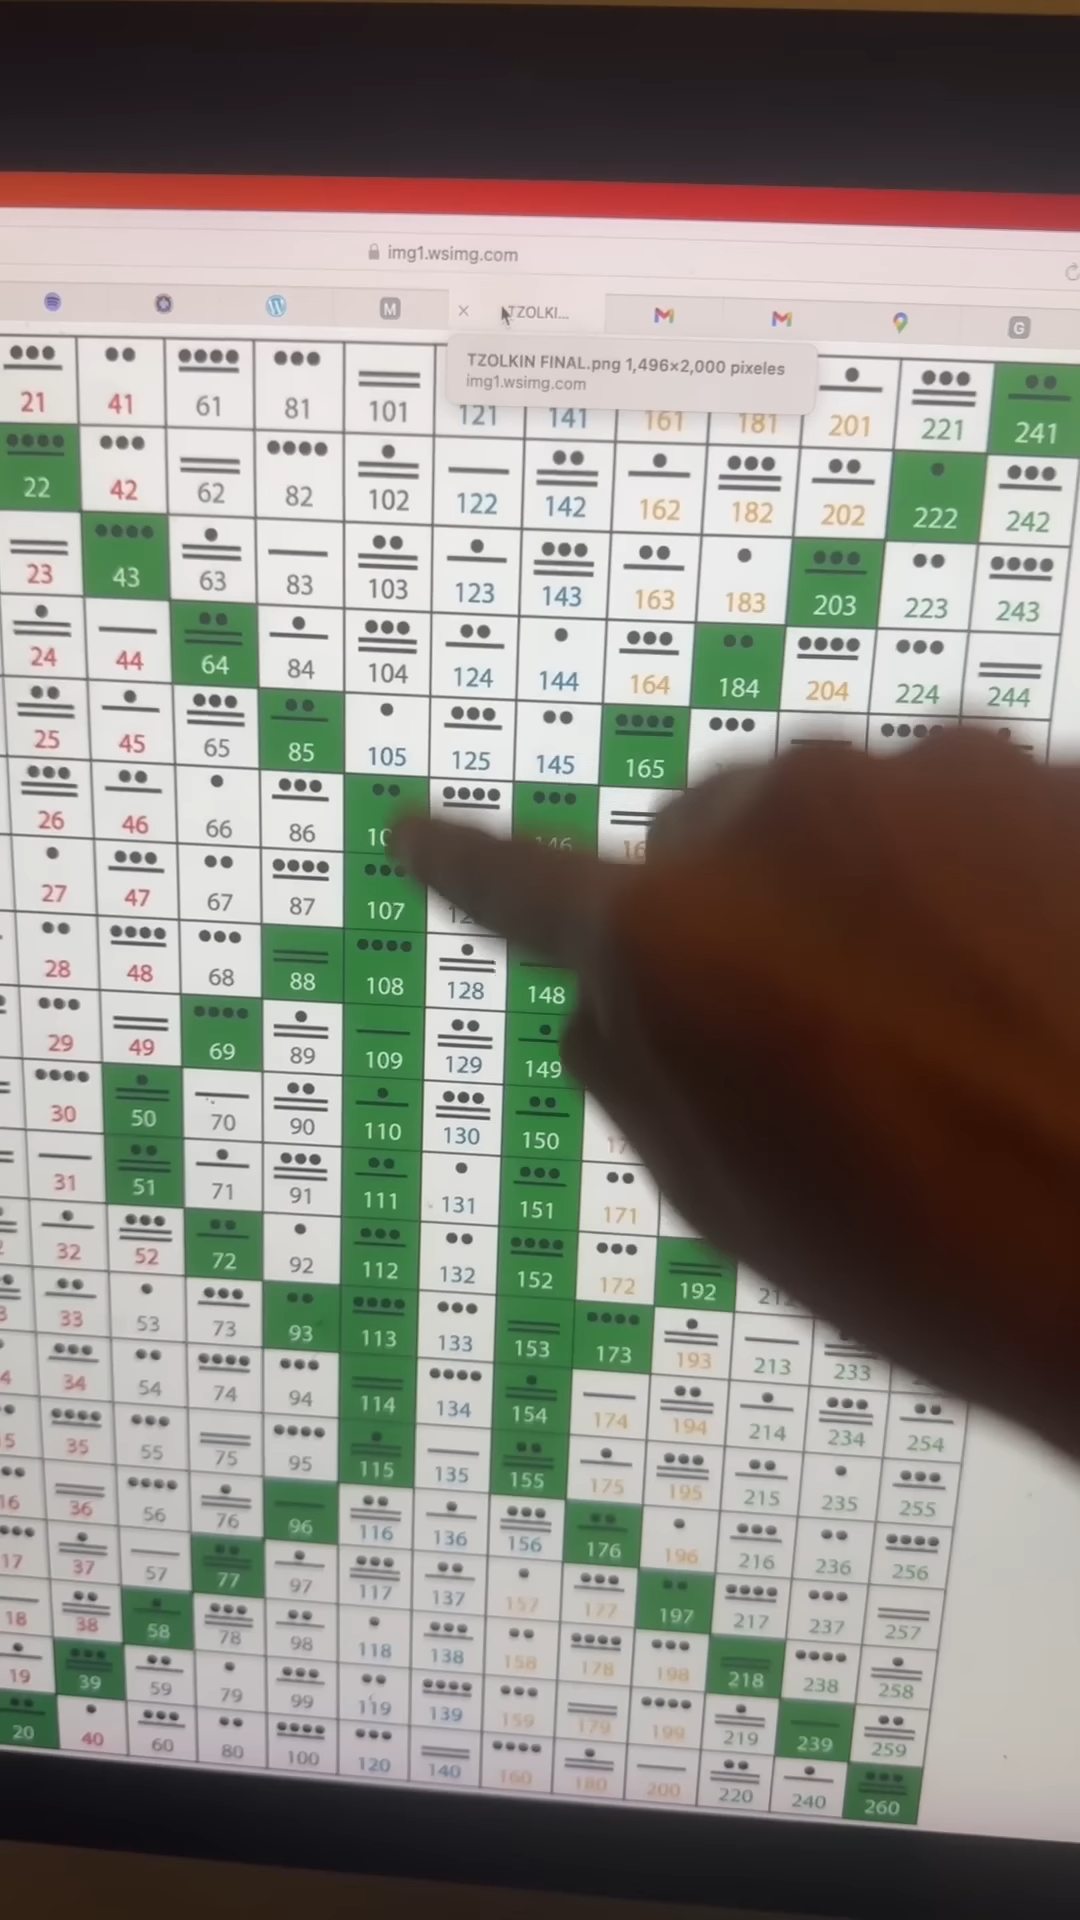 img1.wsimg.com
M TZOLKI... G
TZOLKIN FINAL.png 1,496×2,000 pixeles
img1.wsimg.com
21 41 61 81 101 121 141 161 181 201 221 241
22 42 62 82 102 122 142 162 182 202 222 242
23 43 63 83 103 123 143 163 183 203 223 243
24 44 64 84 104 124 144 164 184 204 224 244
25 45 65 85 105 125 145 165
26 46 66 86 146
27 47 67 87 107
28 48 68 88 108 128 148
29 49 69 89 109 129 149
30 50 70 90 110 130 150
31 51 71 91 111 131 151 171
32 52 72 92 112 132 152 172 192
33 53 73 93 113 133 153 173 193 213 233
34 54 74 94 114 134 154 174 194 214 234 254
35 55 75 95 115 135 155 175 195 215 235 255
16 36 56 76 96 116 136 156 176 196 216 236 256
17 37 57 77 97 117 137 157 177 197 217 237 257
18 38 58 78 98 118 138 158 178 198 218 238 258
19 39 59 79 99 119 139 159 179 199 219 239 259
20 40 60 80 100 120 140 160 180 200 220 240 260